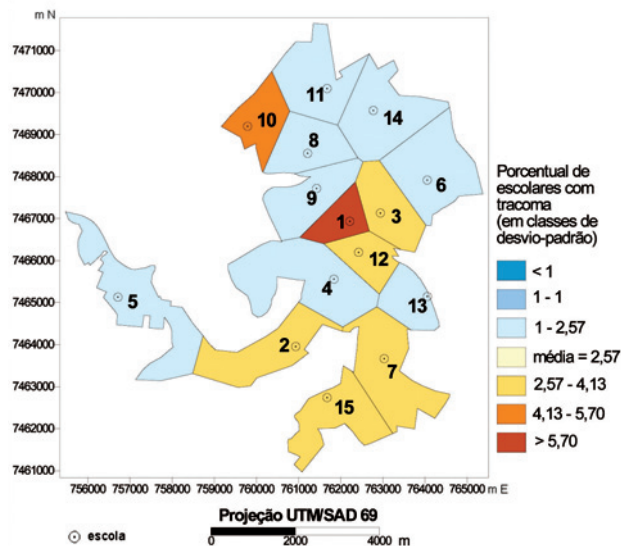 m N
7471000
7470000
7469000
7468000
7467000
7466000
7465000
7464000
7463000
7462000
7461000
11
14
10
8
6
9
1
3
12
5
4
13
2
7
15
Porcentual de
escolares com
tracoma
(em classes de
desvio-padrão)
< 1
1 - 1
1 - 2,57
média = 2,57
2,57 - 4,13
4,13 - 5,70
> 5,70
756000 757000 758000 759000 760000 761000 762000 763000 764000 765000 m E
Projeção UTM/SAD 69
escola
0 2000 4000 m